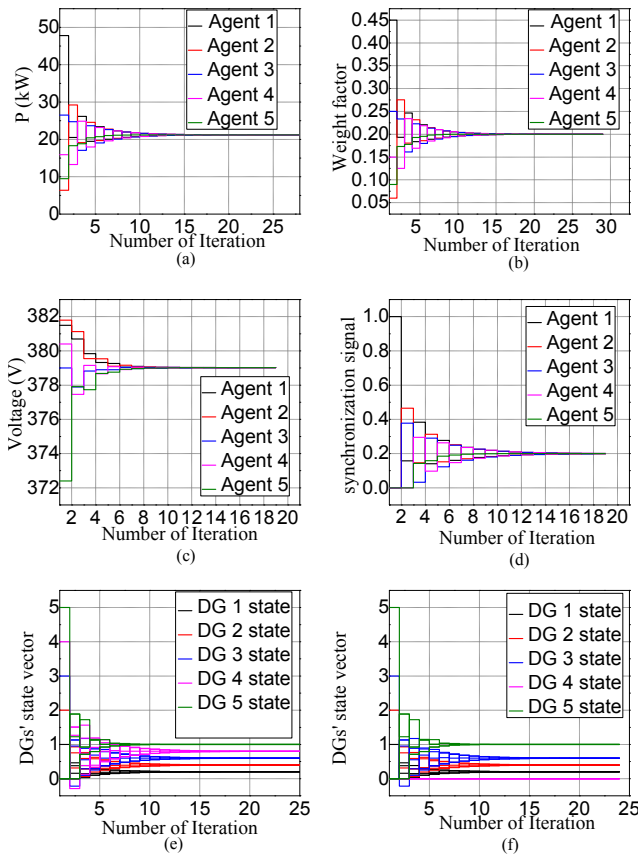 Agent 1
Agent 2
Agent 3
Agent 4
Agent 5
50
40
30
20
10
0
P (kW)
5 10 15 20 25
Number of Iteration
(a)
Agent 1
Agent 2
Agent 3
Agent 4
Agent 5
0.45
0.40
0.35
0.30
0.25
0.20
0.15
0.10
0.05
Weight factor
5 10 15 20 25 30
Number of Iteration
(b)
382
380
378
376
374
372
Voltage (V)
Agent 1
Agent 2
Agent 3
Agent 4
Agent 5
2 4 6 8 10 12 14 16 18 20
Number of Iteration
(c)
Agent 1
Agent 2
Agent 3
Agent 4
Agent 5
1.0
0.8
0.6
0.4
0.2
0.0
synchronization signal
2 4 6 8 10 12 14 16 18 20
Number of Iteration
(d)
DG 1 state
DG 2 state
DG 3 state
DG 4 state
DG 5 state
5
4
3
2
1
0
DGs' state vector
5 10 15 20 25
Number of Iteration
(e)
DG 1 state
DG 2 state
DG 3 state
DG 4 state
DG 5 state
5
4
3
2
1
0
DGs' state vector
5 10 15 20 25
Number of Iteration
(f)